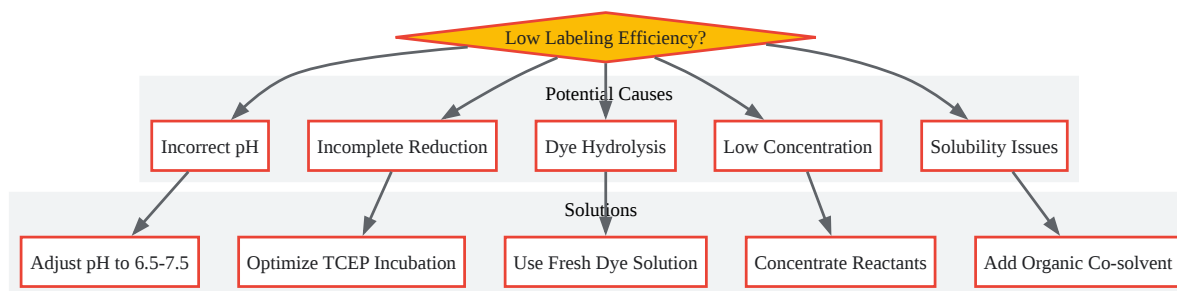 Low Labeling Efficiency?
Potential Causes
Incorrect pH
Incomplete Reduction
Dye Hydrolysis
Low Concentration
Solubility Issues
Solutions
Adjust pH to 6.5-7.5
Optimize TCEP Incubation
Use Fresh Dye Solution
Concentrate Reactants
Add Organic Co-solvent